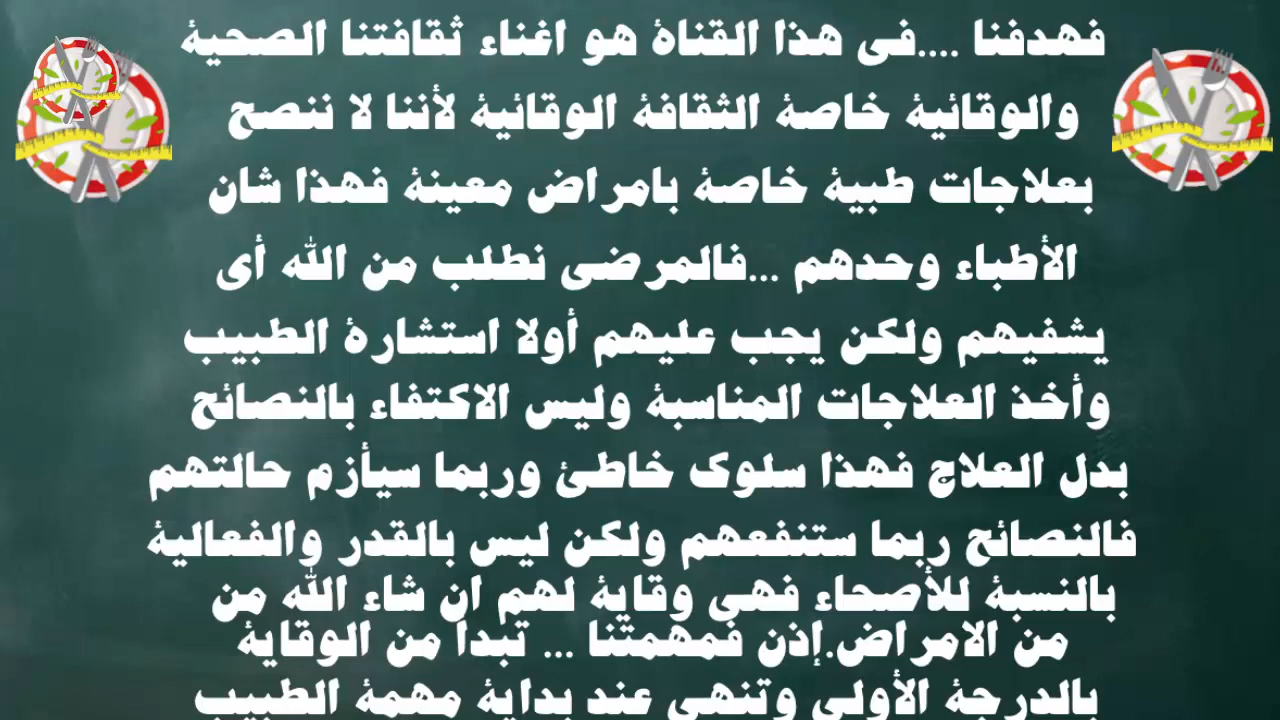 فهدفنا ....فى هذا القناة هو اغناء ثقافتنا الصحية
والوقائية خاصة الثقافة الوقائية لأننا لا ننصح
بعلاجات طبية خاصة بامراض معينة فهذا شان
الأطباء وحدهم ...فالمرضى نطلب من الله أى
يشفيهم ولكن يجب عليهم أولا استشارة الطبيب
وأخذ العلاجات المناسبة وليس الاكتفاء بالنصائح
بدل العلاج فهذا سلوك خاطئ وربما سيأزم حالتهم
فالنصائح ربما ستنفعهم ولكن ليس بالقدر والفعالية
بالنسبة للأصحاء فهى وقاية لهم ان شاء الله من
من الامراض.إذن فمهمتنا ... تبدأ من الوقاية
بالدرجة الأولى وتنهى عند بداية مهمة الطبيب